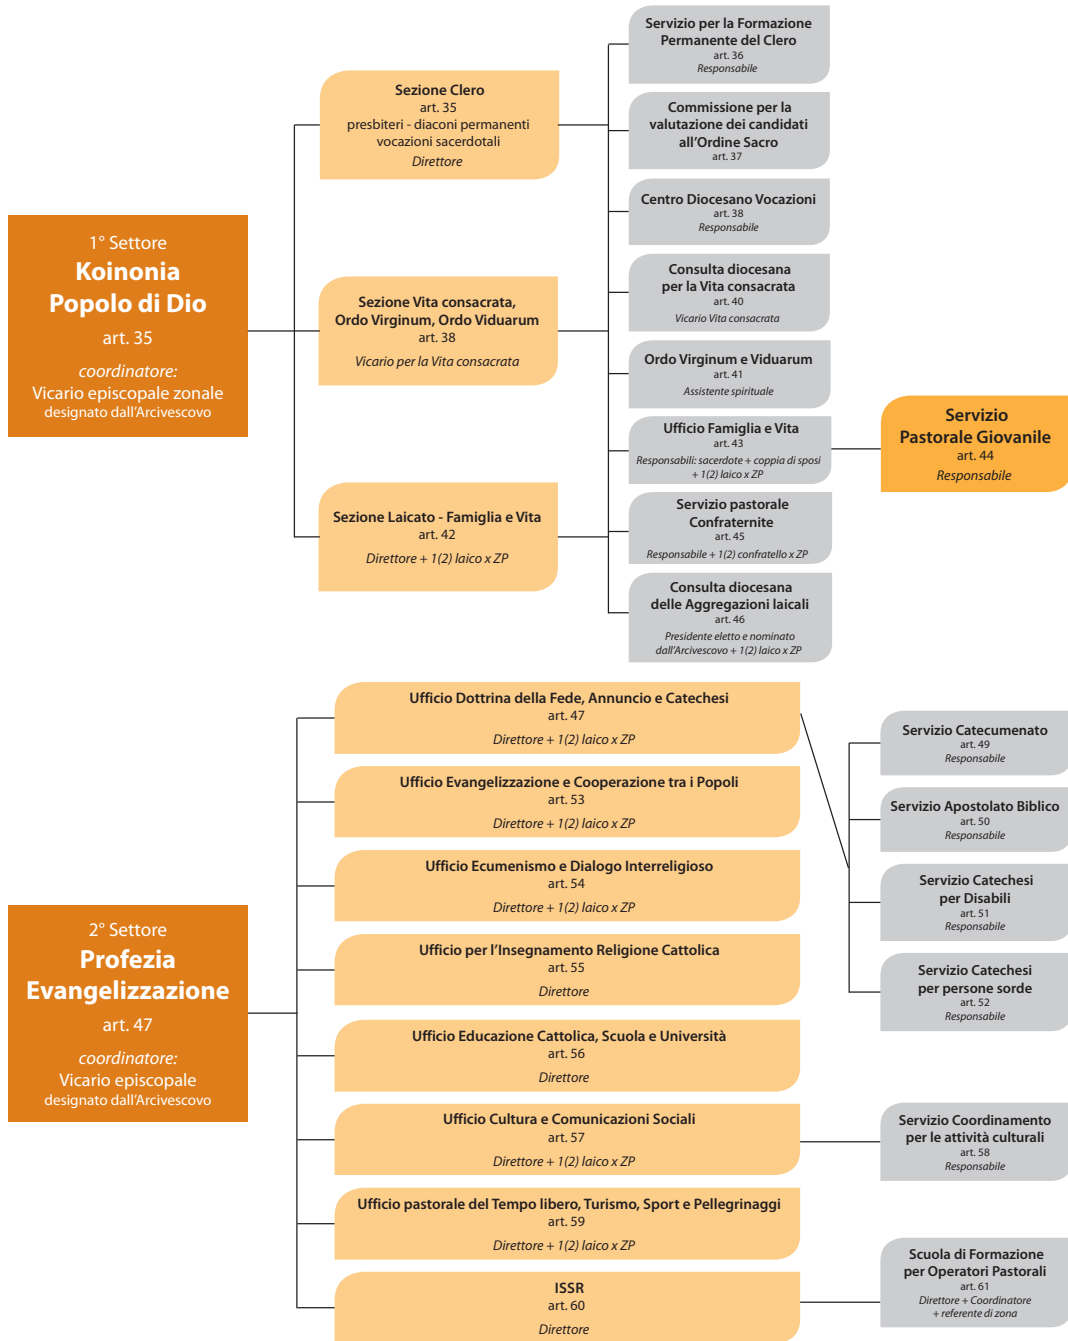 1° Settore
Koinonia
Popolo di Dio
art. 35
coordinatore:
Vicario episcopale zonale
designato dall'Arcivescovo
Sezione Clero
art. 35
presbiteri - diaconi permanenti
vocazioni sacerdotali
Direttore
Sezione Vita consacrata,
Ordo Virginum, Ordo Viduarum
art. 38
Vicario per la Vita consacrata
Sezione Laicato - Famiglia e Vita
art. 42
Direttore + 1(2) laico x ZP
Servizio per la Formazione
Permanente del Clero
art. 36
Responsabile
Commissione per la
valutazione dei candidati
all'Ordine Sacro
art. 37
Centro Diocesano Vocazioni
art. 38
Responsabile
Consulta diocesana
per la Vita consacrata
art. 40
Vicario Vita consacrata
Ordo Virginum e Viduarum
art. 41
Assistente spirituale
Ufficio Famiglia e Vita
art. 43
Responsabili: sacerdote + coppia di sposi
+ 1(2) laico x ZP
Servizio pastorale
Confraternite
art. 45
Responsabile + 1(2) confratello x ZP
Consulta diocesana
delle Aggregazioni laicali
art. 46
Presidente eletto e nominato
dall'Arcivescovo + 1(2) laico x ZP
Servizio
Pastorale Giovanile
art. 44
Responsabile
2° Settore
Profezia
Evangelizzazione
art. 47
coordinatore:
Vicario episcopale
designato dall'Arcivescovo
Ufficio Dottrina della Fede, Annuncio e Catechesi
art. 47
Direttore + 1(2) laico x ZP
Ufficio Evangelizzazione e Cooperazione tra i Popoli
art. 53
Direttore + 1(2) laico x ZP
Ufficio Ecumenismo e Dialogo Interreligioso
art. 54
Direttore + 1(2) laico x ZP
Ufficio per l'Insegnamento Religione Cattolica
art. 55
Direttore
Ufficio Educazione Cattolica, Scuola e Università
art. 56
Direttore
Ufficio Cultura e Comunicazioni Sociali
art. 57
Direttore + 1(2) laico x ZP
Ufficio pastorale del Tempo libero, Turismo, Sport e Pellegrinaggi
art. 59
Direttore + 1(2) laico x ZP
ISSR
art. 60
Direttore
Servizio Catecumenato
art. 49
Responsabile
Servizio Apostolato Biblico
art. 50
Responsabile
Servizio Catechesi
per Disabili
art. 51
Responsabile
Servizio Catechesi
per persone sorde
art. 52
Responsabile
Servizio Coordinamento
per le attività culturali
art. 58
Responsabile
Scuola di Formazione
per Operatori Pastorali
art. 61
Direttore + Coordinatore
+ referente di zona